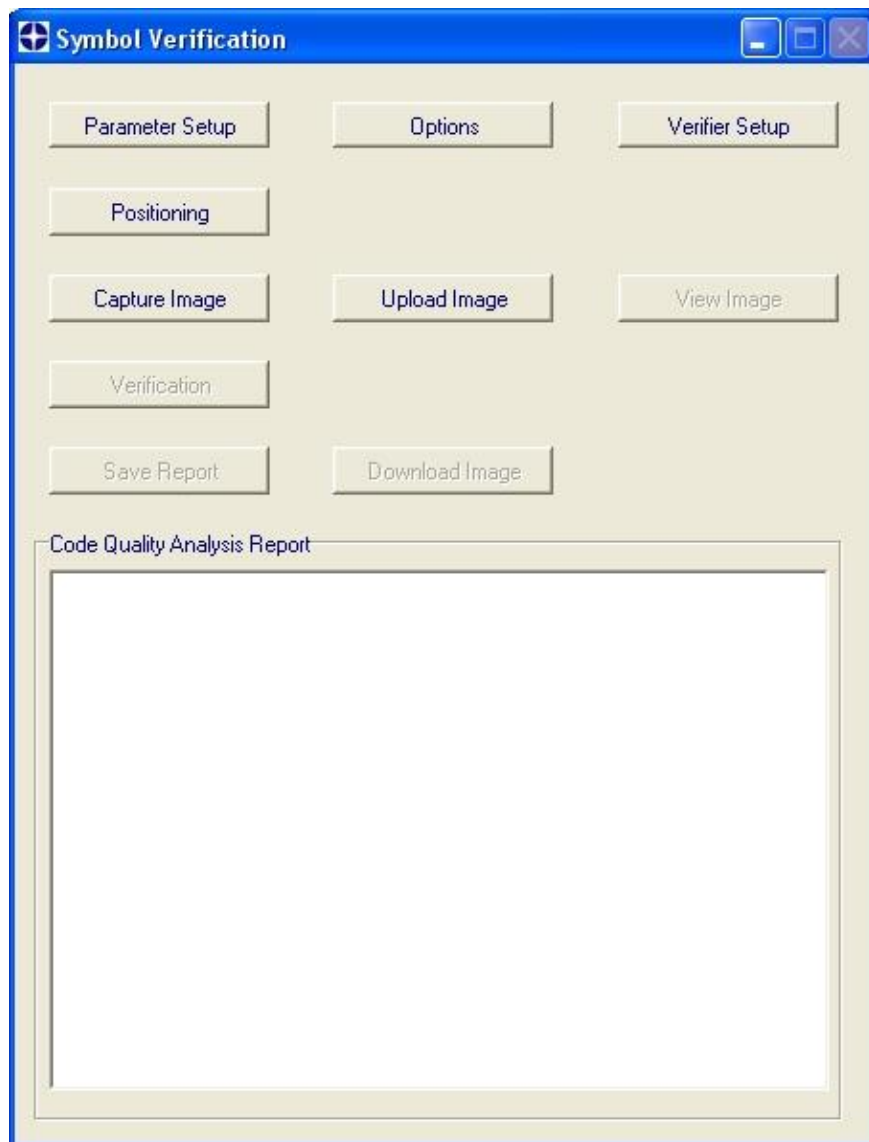 Symbol Verification
Parameter Setup Options Verifier Setup
Positioning
Capture Image Upload Image View Image
Verification
Save Report Download Image
Code Quality Analysis Report